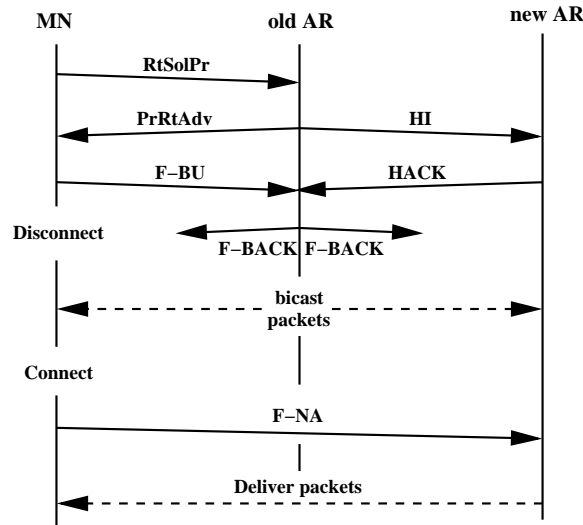 MN old AR new AR
RtSolPr
PrRtAdv HI
F−BU HACK
Disconnect
F−BACK F−BACK
bicast
packets
Connect
F−NA
Deliver packets